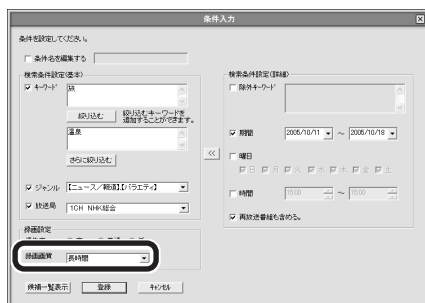 条件入力
条件を設定してください。
条件名を編集する
検索条件設定(基本)
キーワード 旅
絞り込む 絞り込むキーワードを
追加することができます。
温泉
さらに絞り込む
ジャンル 【ニュース／報道】【バラエティ】
放送局 1CH NHK総合
録画設定
録画画質 長時間
候補一覧表示 登録 キャンセル
<<
検索条件設定(詳細)
除外キーワード
期間 2005/10/11 ～ 2005/10/18
曜日
日 月 火 水 木 金 土
時間 15:00 ～ 16:00
再放送番組も含める。